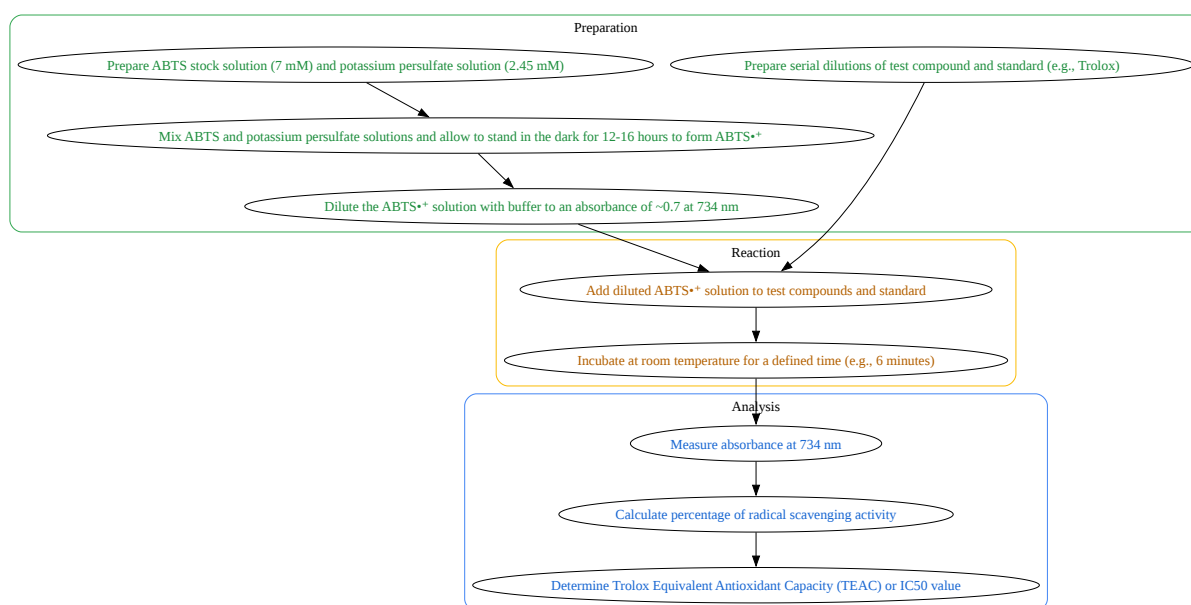 Preparation
Prepare ABTS stock solution (7 mM) and potassium persulfate solution (2.45 mM)
Prepare serial dilutions of test compound and standard (e.g., Trolox)
Mix ABTS and potassium persulfate solutions and allow to stand in the dark for 12-16 hours to form ABTS•⁺
Dilute the ABTS•⁺ solution with buffer to an absorbance of ~0.7 at 734 nm
Reaction
Add diluted ABTS•⁺ solution to test compounds and standard
Incubate at room temperature for a defined time (e.g., 6 minutes)
Analysis
Measure absorbance at 734 nm
Calculate percentage of radical scavenging activity
Determine Trolox Equivalent Antioxidant Capacity (TEAC) or IC50 value